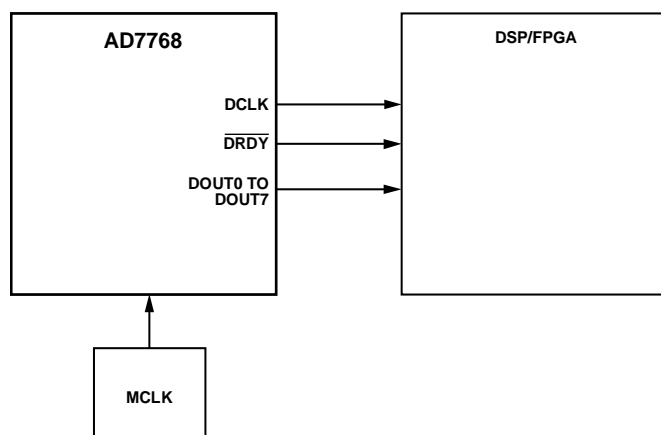 AD7768
DSP/FPGA
DCLK
DRDY
DOUT0 TO
DOUT7
MCLK